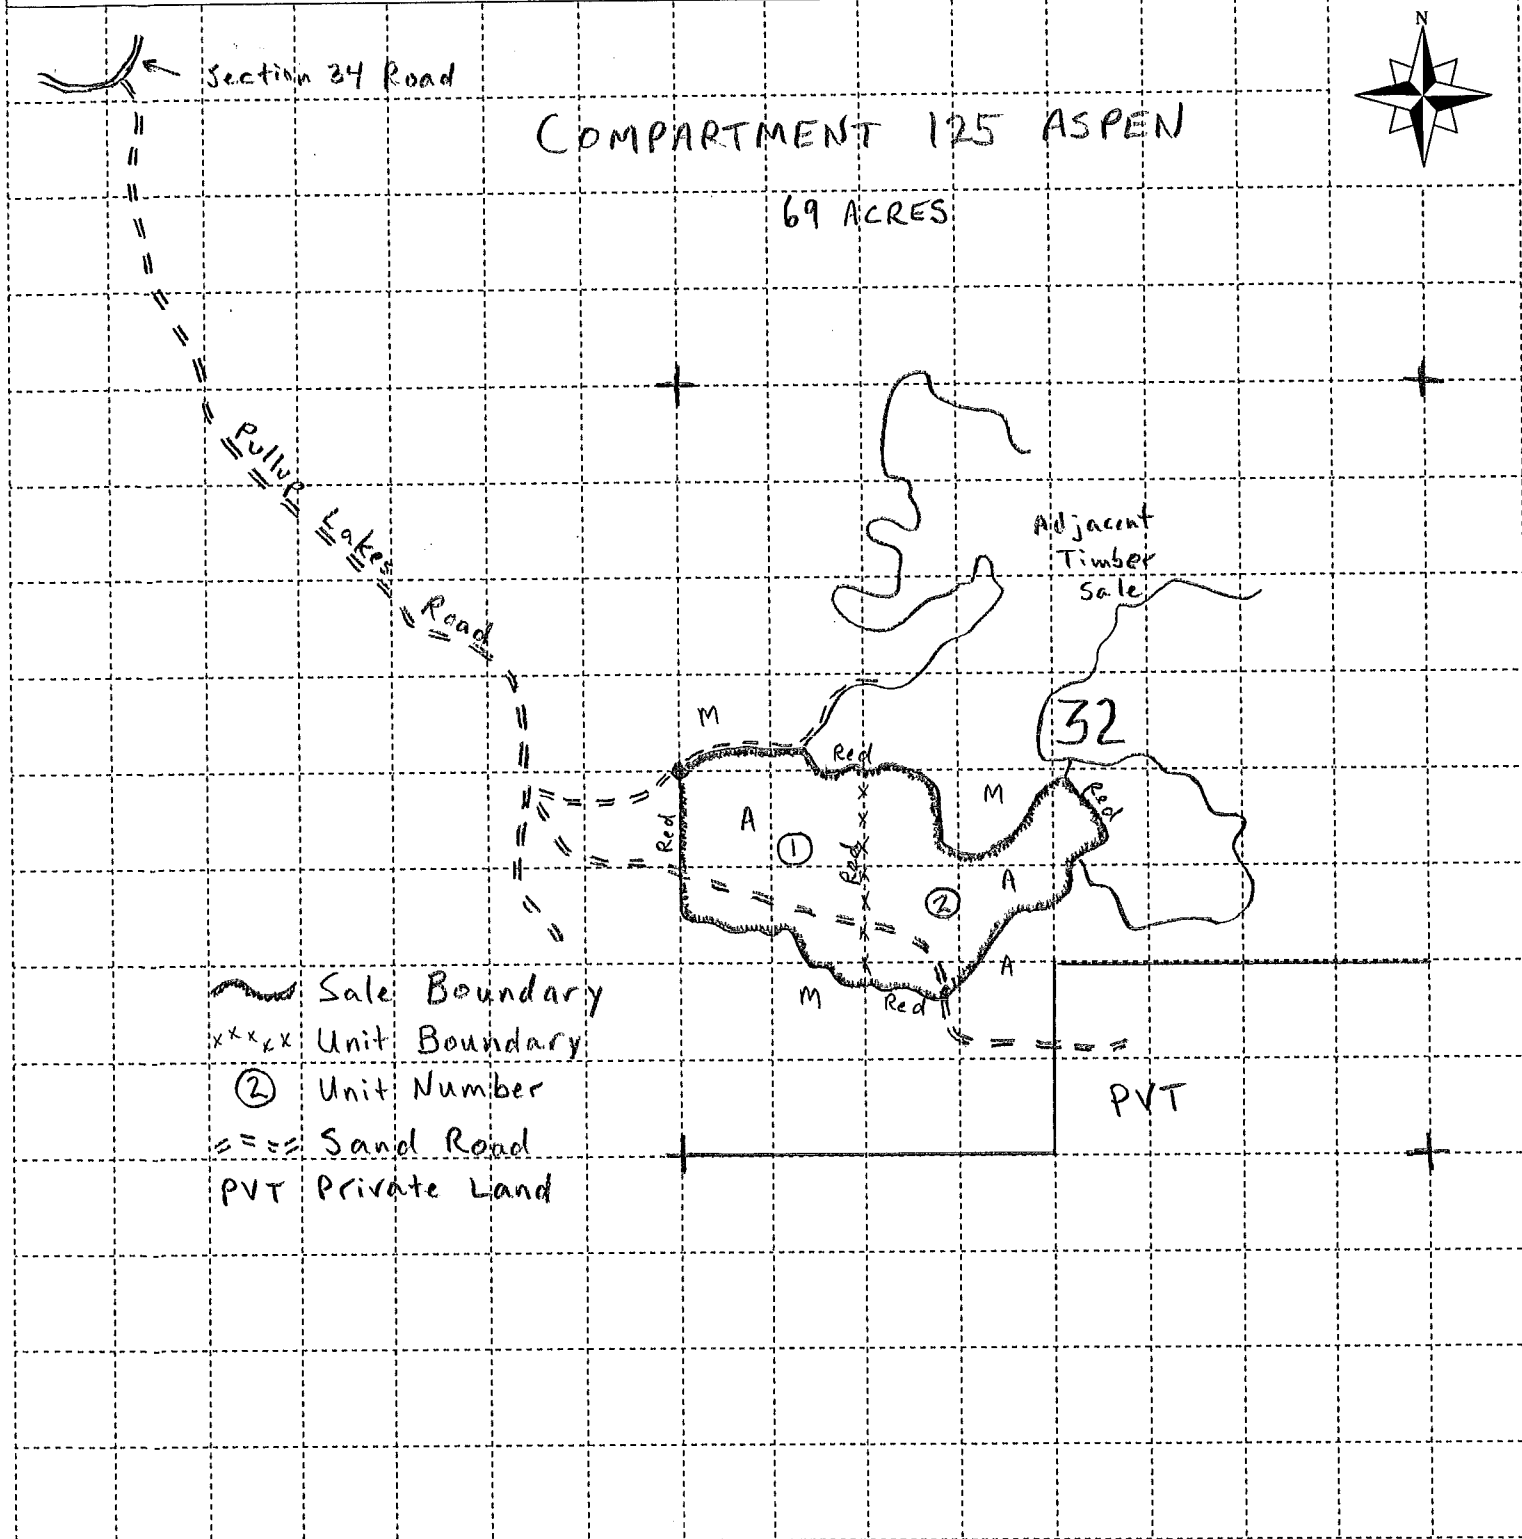 N
Section 34 Road
COMPARTMENT 125 ASPEN
69 ACRES
Pullup Lakes Road
Adjacent
Timber
Sale
32
M
Red
M
Red
A
Red
1
Red
A
2
A
M
Red
Sale Boundary
xxxxx Unit Boundary
2 Unit Number
Sand Road
PVT Private Land
PVT